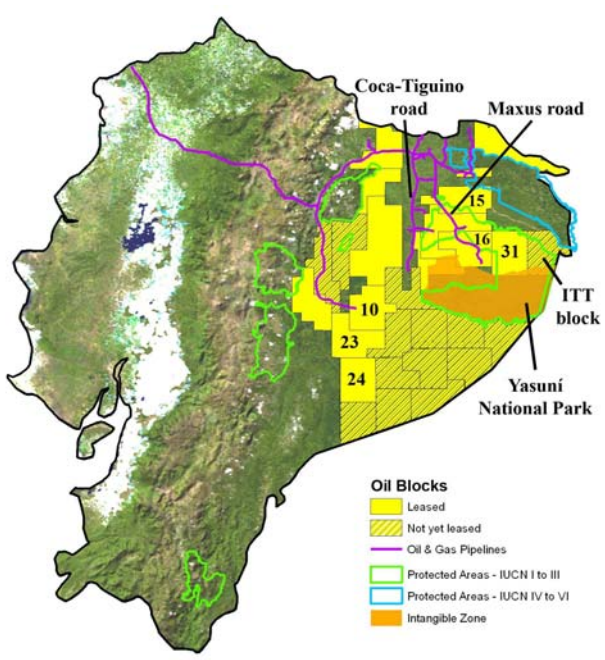 Coca-Tiguino
road
Maxus road
15
16
31
ITT
block
10
23
24
Yasuní
National Park
Oil Blocks
Leased
Not yet leased
Oil & Gas Pipelines
Protected Areas - IUCN I to III
Protected Areas - IUCN IV to VI
Intangible Zone